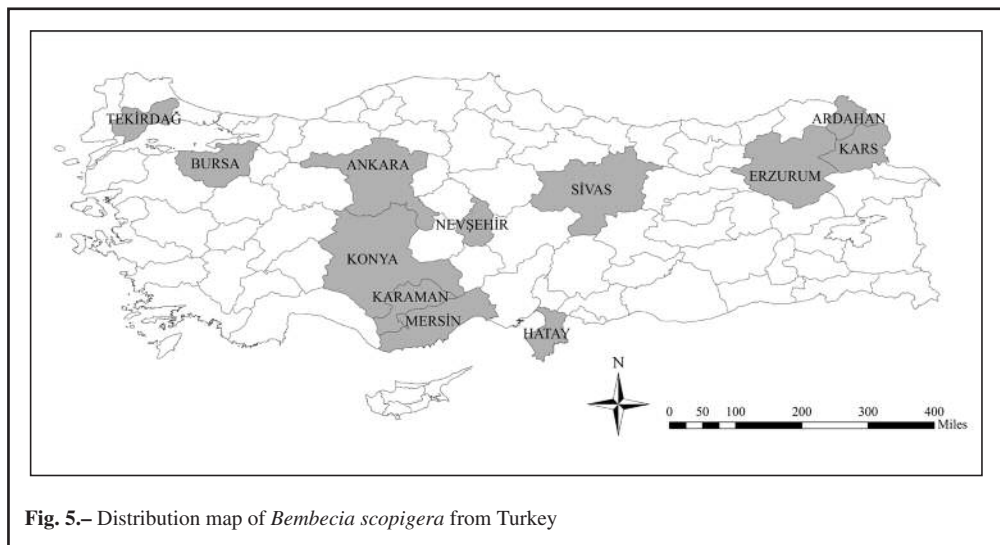 TEKİRDAĞ
BURSA
ANKARA
SİVAS
ARDAHAN
KARS
ERZURUM
NEVŞEHİR
KONYA
KARAMAN
MERSİN
HATAY
N
0 50 100 200 300 400
Miles
Fig. 5.– Distribution map of Bembecia scopigera from Turkey